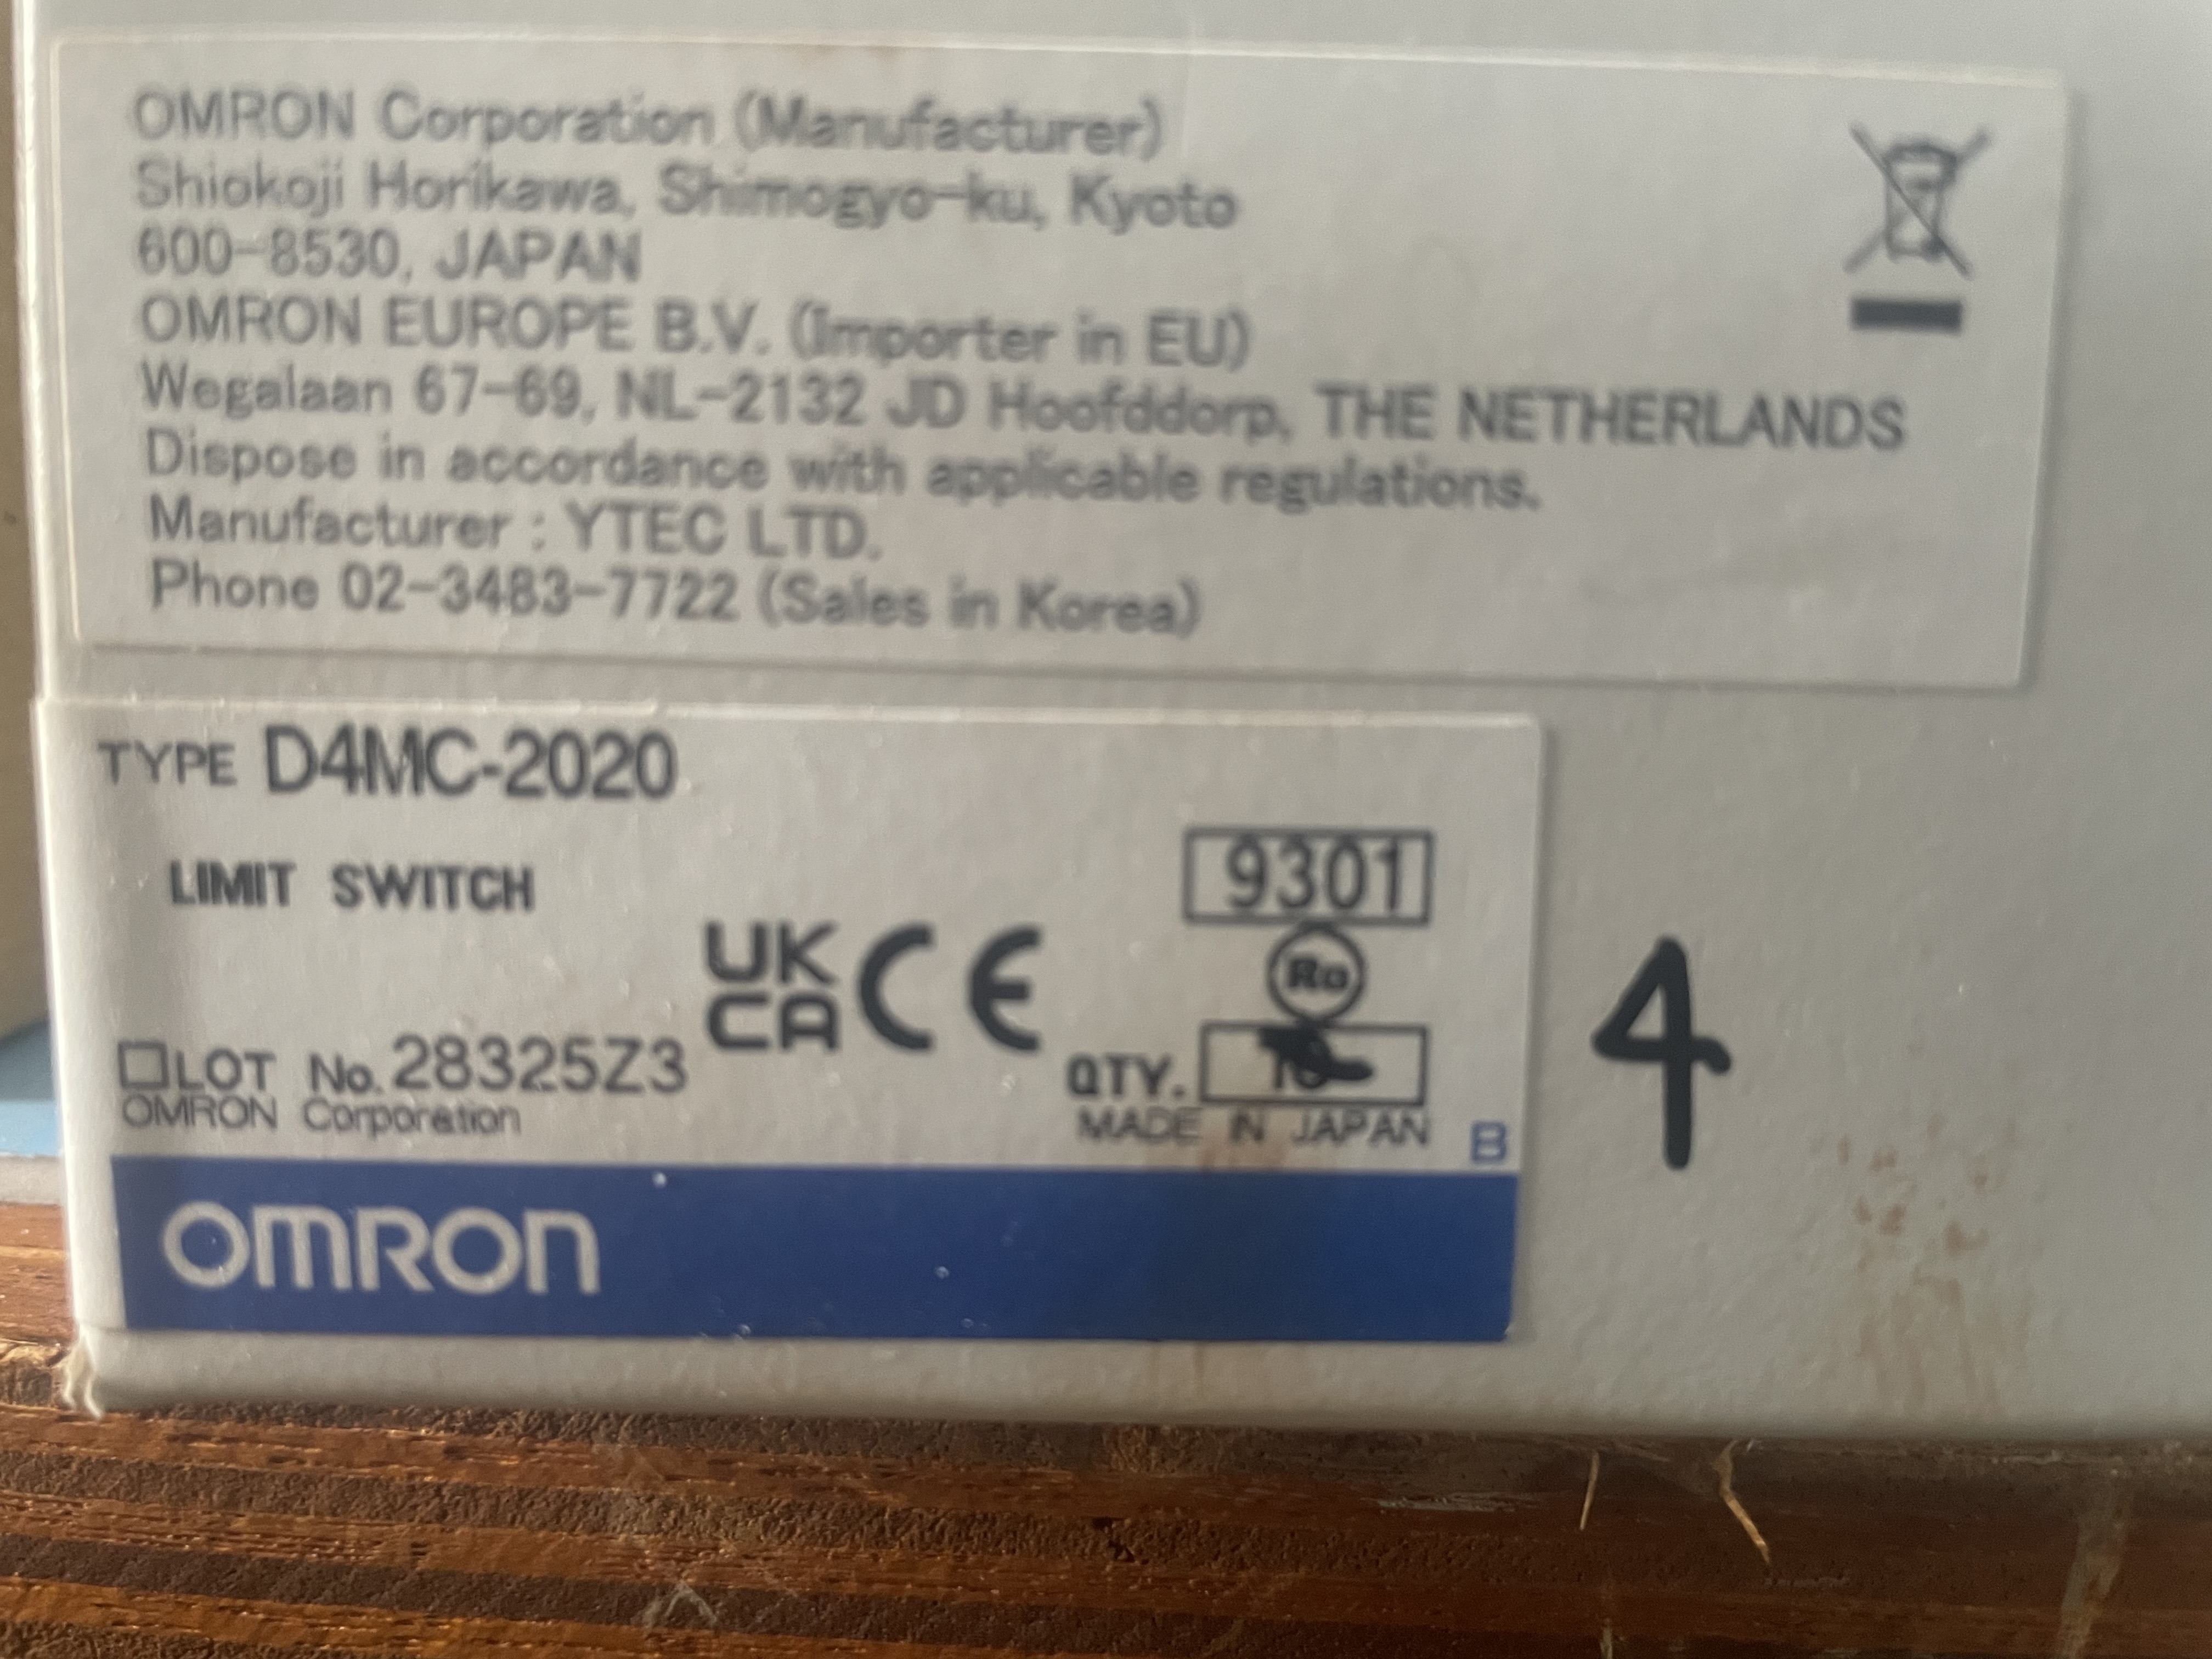 OMRON Corporation (Manufacturer)
Shiokoji Horikawa, Shimogyo-ku, Kyoto
600-8530, JAPAN
OMRON EUROPE B.V. (Importer in EU)
Wegalaan 67-69, NL-2132 JD Hoofddorp, THE NETHERLANDS
Dispose in accordance with applicable regulations.
Manufacturer : YTEC LTD.
Phone 02-3483-7722 (Sales in Korea)
TYPE D4MC-2020
LIMIT SWITCH
9301
UK
CA CE
Ro
LOT No. 28325Z3
QTY.
4
OMRON Corporation
MADE IN JAPAN
B
OMRON